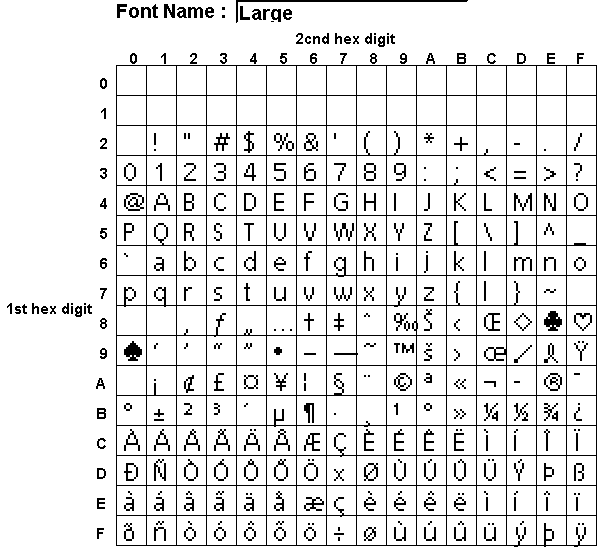 Font Name : Large
2cnd hex digit
0 1 2 3 4 5 6 7 8 9 A B C D E F
0
1
2 ! " # $ % & ' ( ) * + , - . /
3 0 1 2 3 4 5 6 7 8 9 : ; < = > ?
4 @ A B C D E F G H I J K L M N O
5 P Q R S T U V W X Y Z [ \ ] ^ _
6 ` a b c d e f g h i j k l m n o
7 p q r s t u v w x y z { | } ~
1st hex digit
8 ‚ ƒ „ … † ‡ ˆ ‰ Š ‹ Œ ◇ ♣ ♡
9 ♠ ‘ ’ “ ” • – — ~ ™ š › œ Ÿ
A ¡ ¢ £ ¤ ¥ ¦ § ¨ © ª « ¬ - ® ¯
B ° ± ² ³ ´ µ ¶ · ¸ ¹ º » ¼ ½ ¾ ¿
C À Á Â Ã Ä Å Æ Ç È É Ê Ë Ì Í Î Ï
D Ð Ñ Ò Ó Ô Õ Ö x Ø Ù Ú Û Ü Ý Þ ß
E à á â ã ä å æ ç è é ê ë ì í î ï
F ð ñ ò ó ô õ ö ÷ ø ù ú û ü ý þ ÿ